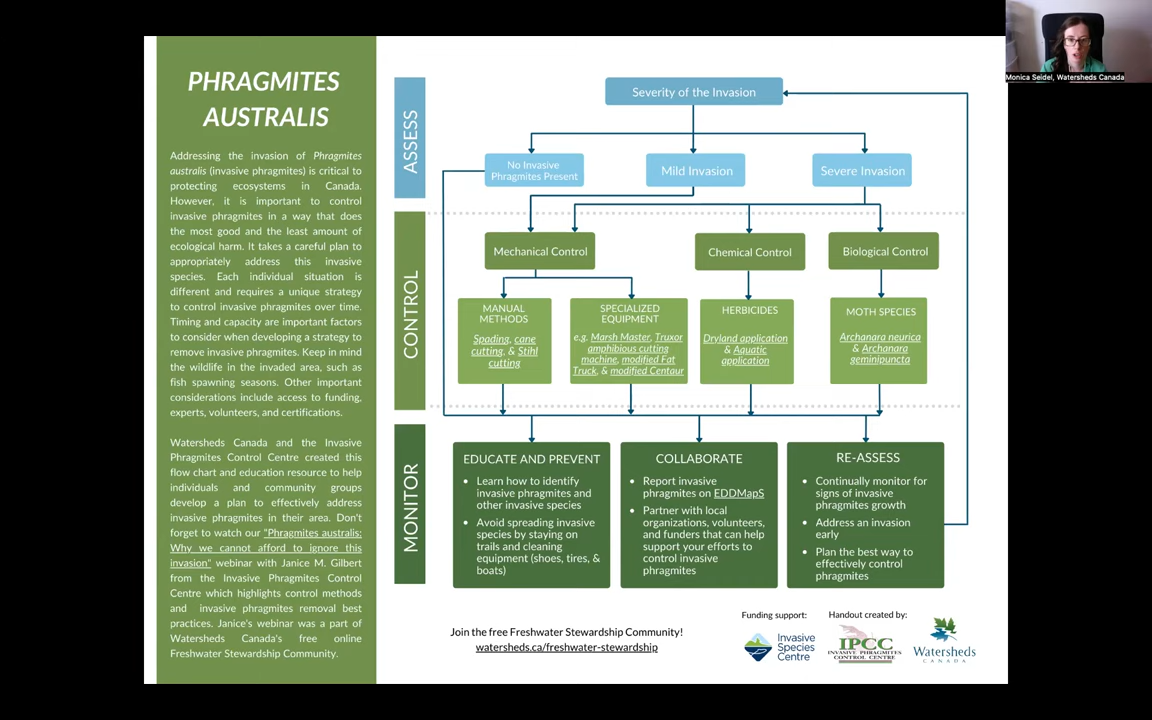 PHRAGMITES
AUSTRALIS
Addressing the invasion of Phragmites
australis (invasive phragmites) is critical to
protecting ecosystems in Canada.
However, it is important to control
invasive phragmites in a way that does
the most good and the least amount of
ecological harm. It takes a careful plan to
appropriately address this invasive
species. Each individual situation is
different and requires a unique strategy
to control invasive phragmites over time.
Timing and capacity are important factors
to consider when developing a strategy to
remove invasive phragmites. Keep in mind
the wildlife in the invaded area, such as
fish spawning seasons. Other important
considerations include access to funding,
experts, volunteers, and certifications.
Watersheds Canada and the Invasive
Phragmites Control Centre created this
flow chart and education resource to help
individuals and community groups
develop a plan to effectively address
invasive phragmites in their area. Don't
forget to watch our "Phragmites australis:
Why we cannot afford to ignore this
invasion" webinar with Janice M. Gilbert
from the Invasive Phragmites Control
Centre which highlights control methods
and invasive phragmites removal best
practices. Janice's webinar was a part of
Watersheds Canada's free online
Freshwater Stewardship Community.
ASSESS
Severity of the Invasion
No Invasive
Phragmites Present
Mild Invasion
Severe Invasion
CONTROL
Mechanical Control
Chemical Control
Biological Control
MANUAL
METHODS
Spading, cane
cutting, & Stihl
cutting
SPECIALIZED
EQUIPMENT
e.g. Marsh Master, Truxor
amphibious cutting
machine, modified Fat
Truck, & modified Centaur
HERBICIDES
Dryland application
& Aquatic
application
MOTH SPECIES
Archanara neurica
& Archanara
geminipuncta
MONITOR
EDUCATE AND PREVENT
Learn how to identify
invasive phragmites and
other invasive species
Avoid spreading invasive
species by staying on
trails and cleaning
equipment (shoes, tires, &
boats)
COLLABORATE
Report invasive
phragmites on EDDMapS
Partner with local
organizations, volunteers,
and funders that can help
support your efforts to
control invasive
phragmites
RE-ASSESS
Continually monitor for
signs of invasive
phragmites growth
Address an invasion
early
Plan the best way to
effectively control
phragmites
Join the free Freshwater Stewardship Community!
watersheds.ca/freshwater-stewardship
Funding support:
Invasive
Species
Centre
Handout created by:
IPCC
INVASIVE PHRAGMITES
CONTROL CENTRE
Watersheds
CANADA
Monica Seidel, Watersheds Canada